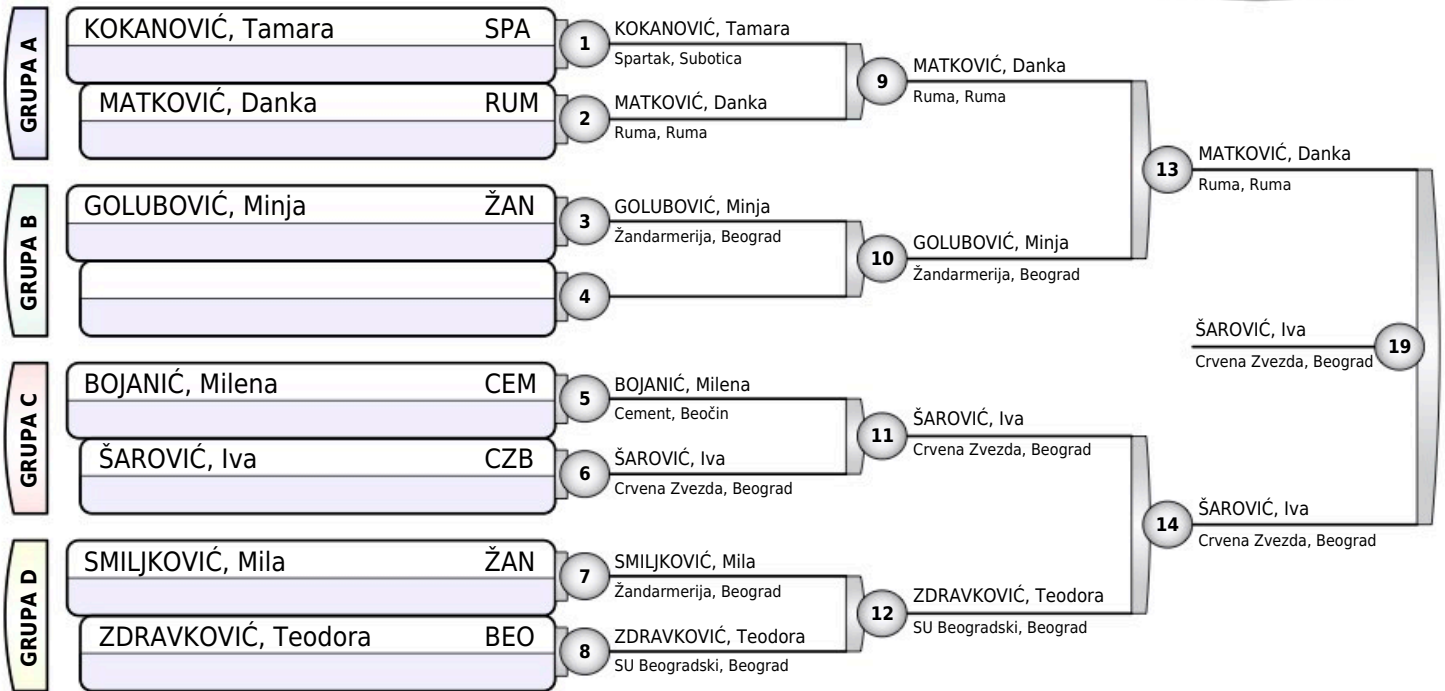 GRUPA A
KOKANOVIĆ, Tamara SPA
MATKOVIĆ, Danka RUM
GRUPA B
GOLUBOVIĆ, Minja ŽAN
GRUPA C
BOJANIĆ, Milena CEM
ŠAROVIĆ, Iva CZB
GRUPA D
SMILJKOVIĆ, Mila ŽAN
ZDRAVKOVIĆ, Teodora BEO
1
KOKANOVIĆ, Tamara
Spartak, Subotica
2
MATKOVIĆ, Danka
Ruma, Ruma
3
GOLUBOVIĆ, Minja
Žandarmerija, Beograd
4
5
BOJANIĆ, Milena
Cement, Beočin
6
ŠAROVIĆ, Iva
Crvena Zvezda, Beograd
7
SMILJKOVIĆ, Mila
Žandarmerija, Beograd
8
ZDRAVKOVIĆ, Teodora
SU Beogradski, Beograd
9
MATKOVIĆ, Danka
Ruma, Ruma
10
GOLUBOVIĆ, Minja
Žandarmerija, Beograd
11
ŠAROVIĆ, Iva
Crvena Zvezda, Beograd
12
ZDRAVKOVIĆ, Teodora
SU Beogradski, Beograd
13
MATKOVIĆ, Danka
Ruma, Ruma
14
ŠAROVIĆ, Iva
Crvena Zvezda, Beograd
ŠAROVIĆ, Iva
Crvena Zvezda, Beograd
19